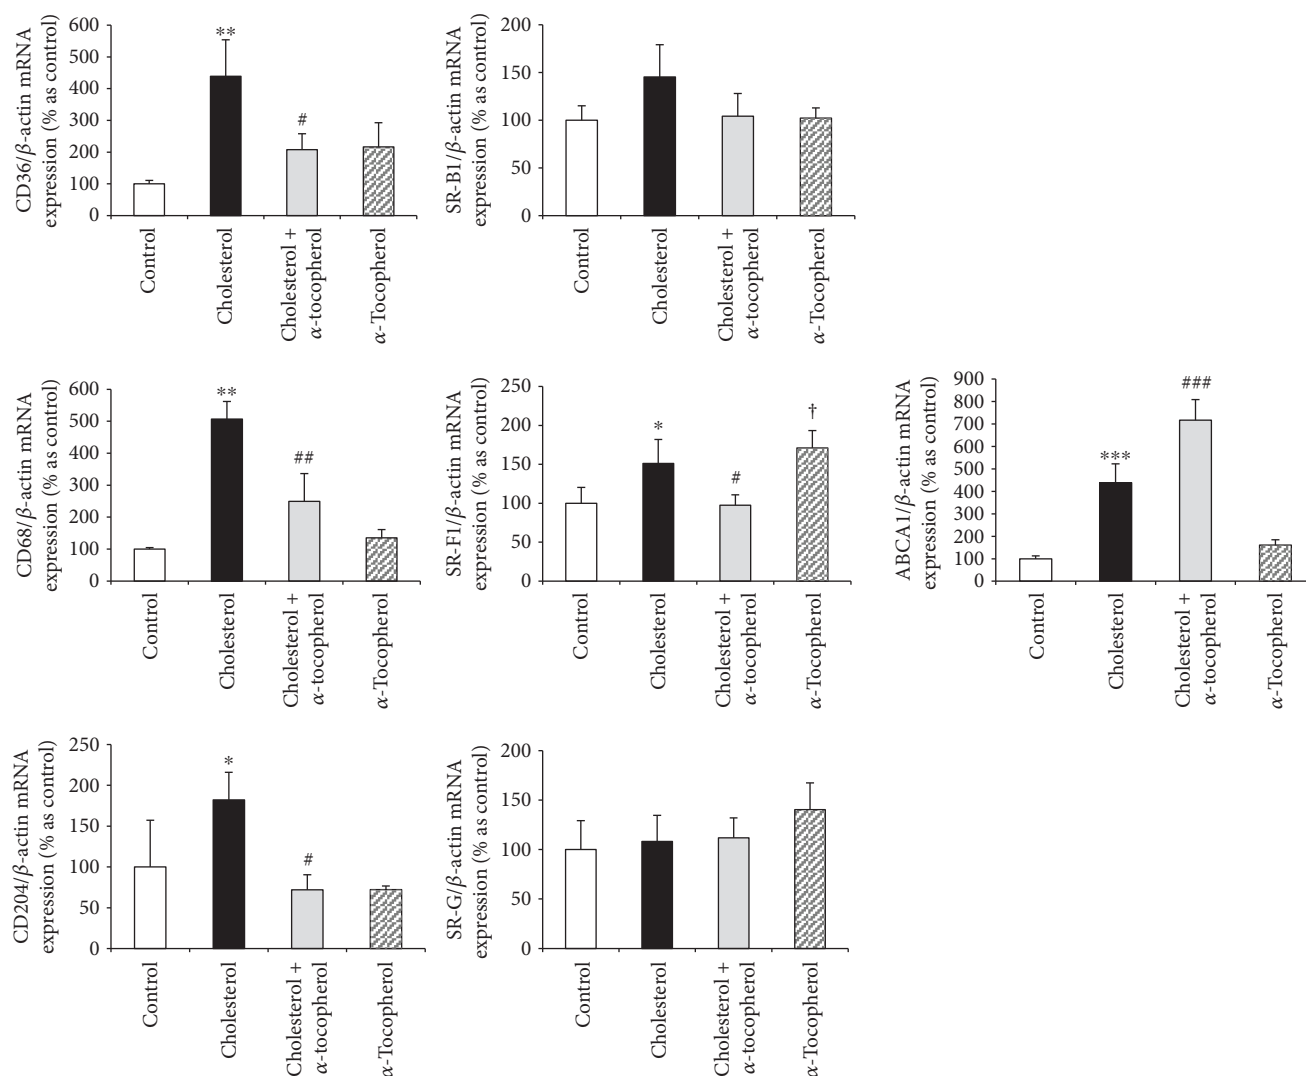 CD36/β-actin mRNA
expression (% as control)
600
500
400
300
200
100
0
**
#
Control
Cholesterol
Cholesterol +
α-tocopherol
α-Tocopherol
SR-B1/β-actin mRNA
expression (% as control)
200
150
100
50
0
Control
Cholesterol
Cholesterol +
α-tocopherol
α-Tocopherol
CD68/β-actin mRNA
expression (% as control)
600
500
400
300
200
100
0
**
##
Control
Cholesterol
Cholesterol +
α-tocopherol
α-Tocopherol
SR-F1/β-actin mRNA
expression (% as control)
250
200
150
100
50
0
*
#
†
Control
Cholesterol
Cholesterol +
α-tocopherol
α-Tocopherol
ABCA1/β-actin mRNA
expression (% as control)
900
800
700
600
500
400
300
200
100
0
***
###
Control
Cholesterol
Cholesterol +
α-tocopherol
α-Tocopherol
CD204/β-actin mRNA
expression (% as control)
250
200
150
100
50
0
*
#
Control
Cholesterol
Cholesterol +
α-tocopherol
α-Tocopherol
SR-G/β-actin mRNA
expression (% as control)
200
150
100
50
0
Control
Cholesterol
Cholesterol +
α-tocopherol
α-Tocopherol